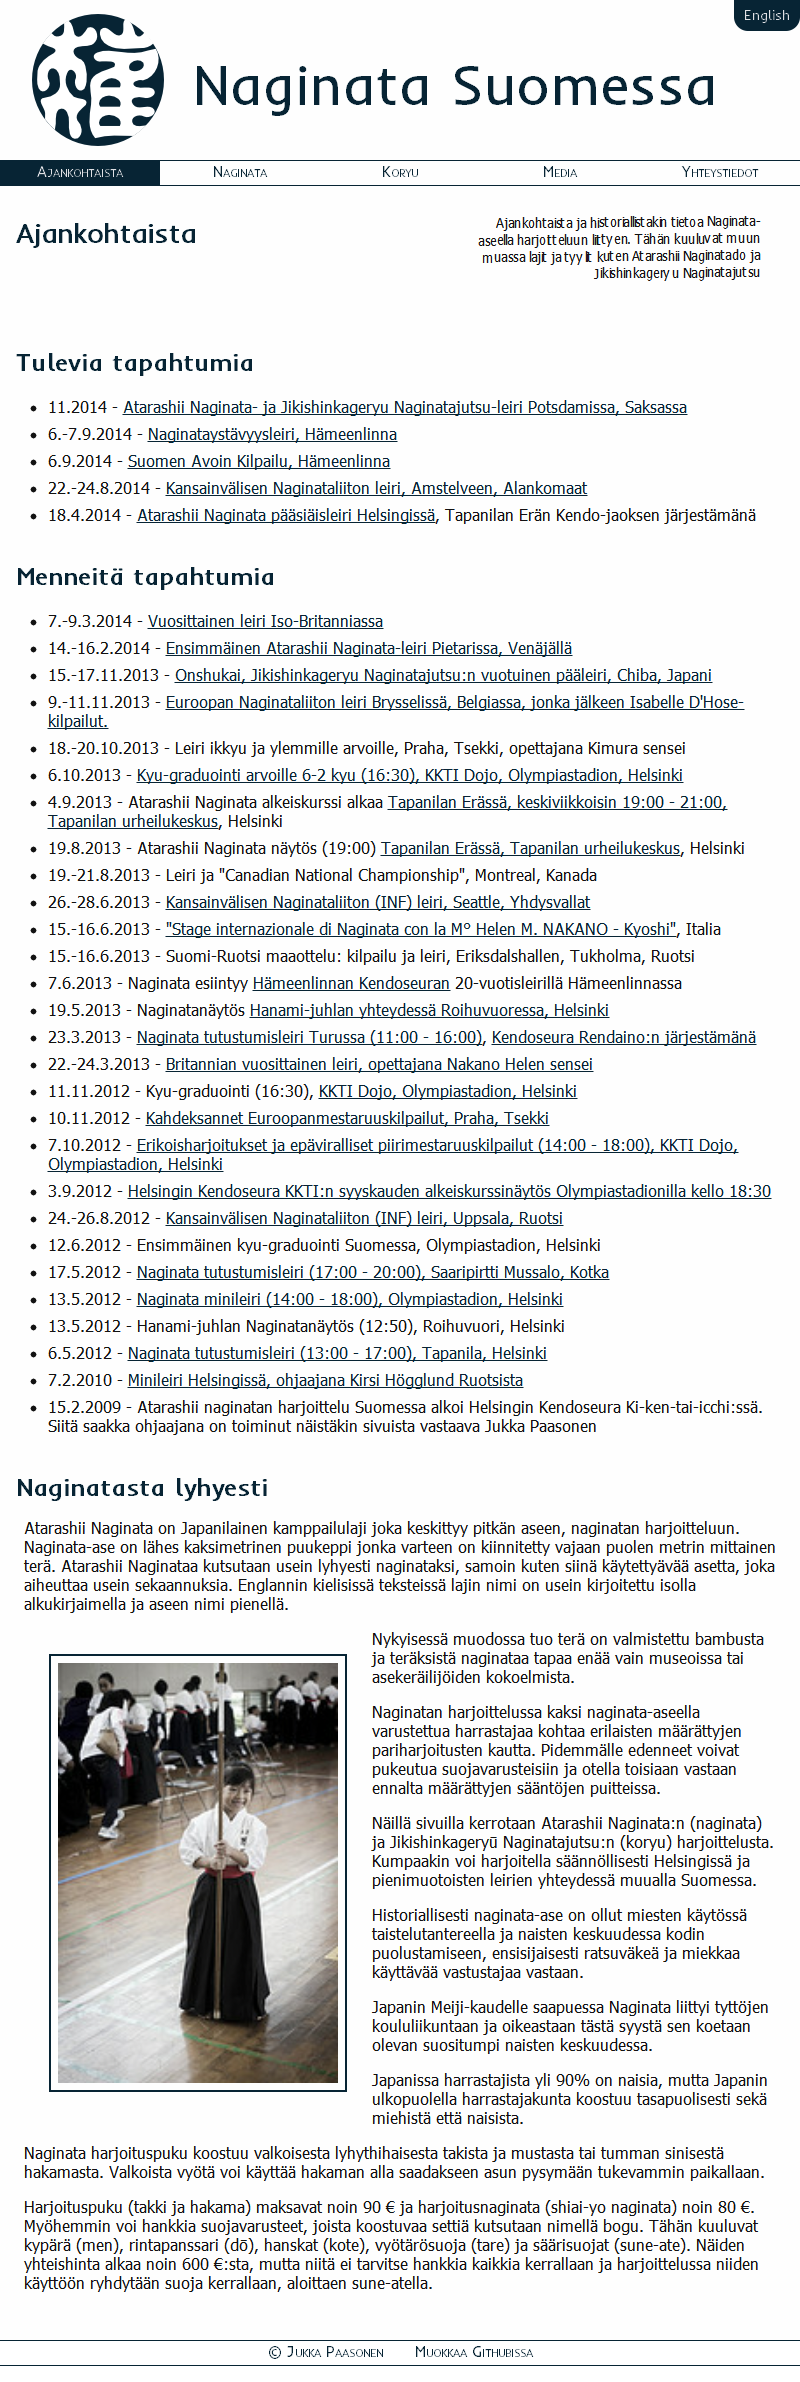 English
Naginata Suomessa
Ajankohtaista Naginata Koryu Media Yhteystiedot
Ajankohtaista
Ajankohtaista ja historiallistakin tietoa Naginata-
aseella harjoitteluun liittyen. Tähän kuuluvat muun
muassa lajit ja tyylit kuten Atarashii Naginatado ja
Jikishinkageryu Naginatajutsu
Tulevia tapahtumia
• 11.2014 - Atarashii Naginata- ja Jikishinkageryu Naginatajutsu-leiri Potsdamissa, Saksassa
• 6.-7.9.2014 - Naginataystävyysleiri, Hämeenlinna
• 6.9.2014 - Suomen Avoin Kilpailu, Hämeenlinna
• 22.-24.8.2014 - Kansainvälisen Naginataliiton leiri, Amstelveen, Alankomaat
• 18.4.2014 - Atarashii Naginata pääsiäisleiri Helsingissä, Tapanilan Erän Kendo-jaoksen järjestämänä
Menneitä tapahtumia
• 7.-9.3.2014 - Vuosittainen leiri Iso-Britanniassa
• 14.-16.2.2014 - Ensimmäinen Atarashii Naginata-leiri Pietarissa, Venäjällä
• 15.-17.11.2013 - Onshukai, Jikishinkageryu Naginatajutsu:n vuotuinen pääleiri, Chiba, Japani
• 9.-11.11.2013 - Euroopan Naginataliiton leiri Brysselissä, Belgiassa, jonka jälkeen Isabelle D'Hose-
kilpailut.
• 18.-20.10.2013 - Leiri ikkyu ja ylemmille arvoille, Praha, Tsekki, opettajana Kimura sensei
• 6.10.2013 - Kyu-graduointi arvoille 6-2 kyu (16:30), KKTI Dojo, Olympiastadion, Helsinki
• 4.9.2013 - Atarashii Naginata alkeiskurssi alkaa Tapanilan Erässä, keskiviikkoisin 19:00 - 21:00,
Tapanilan urheilukeskus, Helsinki
• 19.8.2013 - Atarashii Naginata näytös (19:00) Tapanilan Erässä, Tapanilan urheilukeskus, Helsinki
• 19.-21.8.2013 - Leiri ja "Canadian National Championship", Montreal, Kanada
• 26.-28.6.2013 - Kansainvälisen Naginataliiton (INF) leiri, Seattle, Yhdysvallat
• 15.-16.6.2013 - "Stage internazionale di Naginata con la M° Helen M. NAKANO - Kyoshi", Italia
• 15.-16.6.2013 - Suomi-Ruotsi maaottelu: kilpailu ja leiri, Eriksdalshallen, Tukholma, Ruotsi
• 7.6.2013 - Naginata esiintyy Hämeenlinnan Kendoseuran 20-vuotisleirillä Hämeenlinnassa
• 19.5.2013 - Naginatanäytös Hanami-juhlan yhteydessä Roihuvuoressa, Helsinki
• 23.3.2013 - Naginata tutustumisleiri Turussa (11:00 - 16:00), Kendoseura Rendaino:n järjestämänä
• 22.-24.3.2013 - Britannian vuosittainen leiri, opettajana Nakano Helen sensei
• 11.11.2012 - Kyu-graduointi (16:30), KKTI Dojo, Olympiastadion, Helsinki
• 10.11.2012 - Kahdeksannet Euroopanmestaruuskilpailut, Praha, Tsekki
• 7.10.2012 - Erikoisharjoitukset ja epäviralliset piirimestaruuskilpailut (14:00 - 18:00), KKTI Dojo,
Olympiastadion, Helsinki
• 3.9.2012 - Helsingin Kendoseura KKTI:n syyskauden alkeiskurssinäytös Olympiastadionilla kello 18:30
• 24.-26.8.2012 - Kansainvälisen Naginataliiton (INF) leiri, Uppsala, Ruotsi
• 12.6.2012 - Ensimmäinen kyu-graduointi Suomessa, Olympiastadion, Helsinki
• 17.5.2012 - Naginata tutustumisleiri (17:00 - 20:00), Saaripirtti Mussalo, Kotka
• 13.5.2012 - Naginata minileiri (14:00 - 18:00), Olympiastadion, Helsinki
• 13.5.2012 - Hanami-juhlan Naginatanäytös (12:50), Roihuvuori, Helsinki
• 6.5.2012 - Naginata tutustumisleiri (13:00 - 17:00), Tapanila, Helsinki
• 7.2.2010 - Minileiri Helsingissä, ohjaajana Kirsi Högglund Ruotsista
• 15.2.2009 - Atarashii naginatan harjoittelu Suomessa alkoi Helsingin Kendoseura Ki-ken-tai-icchi:ssä.
Siitä saakka ohjaajana on toiminut näistäkin sivuista vastaava Jukka Paasonen
Naginatasta lyhyesti
Atarashii Naginata on Japanilainen kamppailulaji joka keskittyy pitkän aseen, naginatan harjoitteluun.
Naginata-ase on lähes kaksimetrinen puukeppi jonka varteen on kiinnitetty vajaan puolen metrin mittainen
terä. Atarashii Naginataa kutsutaan usein lyhyesti naginataksi, samoin kuten siinä käytettyävää asetta, joka
aiheuttaa usein sekaannuksia. Englannin kielisissä teksteissä lajin nimi on usein kirjoitettu isolla
alkukirjaimella ja aseen nimi pienellä.
Nykyisessä muodossa tuo terä on valmistettu bambusta
ja teräksistä naginataa tapaa enää vain museoissa tai
asekeräilijöiden kokoelmista.
Naginatan harjoittelussa kaksi naginata-aseella
varustettua harrastajaa kohtaa erilaisten määrättyjen
pariharjoitusten kautta. Pidemmälle edenneet voivat
pukeutua suojavarusteisiin ja otella toisiaan vastaan
ennalta määrättyjen sääntöjen puitteissa.
Näillä sivuilla kerrotaan Atarashii Naginata:n (naginata)
ja Jikishinkageryū Naginatajutsu:n (koryu) harjoittelusta.
Kumpaakin voi harjoitella säännöllisesti Helsingissä ja
pienimuotoisten leirien yhteydessä muualla Suomessa.
Historiallisesti naginata-ase on ollut miesten käytössä
taistelutantereella ja naisten keskuudessa kodin
puolustamiseen, ensisijaisesti ratsuväkeä ja miekkaa
käyttävää vastustajaa vastaan.
Japanin Meiji-kaudelle saapuessa Naginata liittyi tyttöjen
koululiikuntaan ja oikeastaan tästä syystä sen koetaan
olevan suositumpi naisten keskuudessa.
Japanissa harrastajista yli 90% on naisia, mutta Japanin
ulkopuolella harrastajakunta koostuu tasapuolisesti sekä
miehistä että naisista.
Naginata harjoituspuku koostuu valkoisesta lyhythihaisesta takista ja mustasta tai tumman sinisestä
hakamasta. Valkoista vyötä voi käyttää hakaman alla saadakseen asun pysymään tukevammin paikallaan.
Harjoituspuku (takki ja hakama) maksavat noin 90 € ja harjoitusnaginata (shiai-yo naginata) noin 80 €.
Myöhemmin voi hankkia suojavarusteet, joista koostuvaa settiä kutsutaan nimellä bogu. Tähän kuuluvat
kypärä (men), rintapanssari (dō), hanskat (kote), vyötärösuoja (tare) ja säärisuojat (sune-ate). Näiden
yhteishinta alkaa noin 600 €:sta, mutta niitä ei tarvitse hankkia kaikkia kerrallaan ja harjoittelussa niiden
käyttöön ryhdytään suoja kerrallaan, aloittaen sune-atella.
© Jukka Paasonen Muokkaa Githubissa